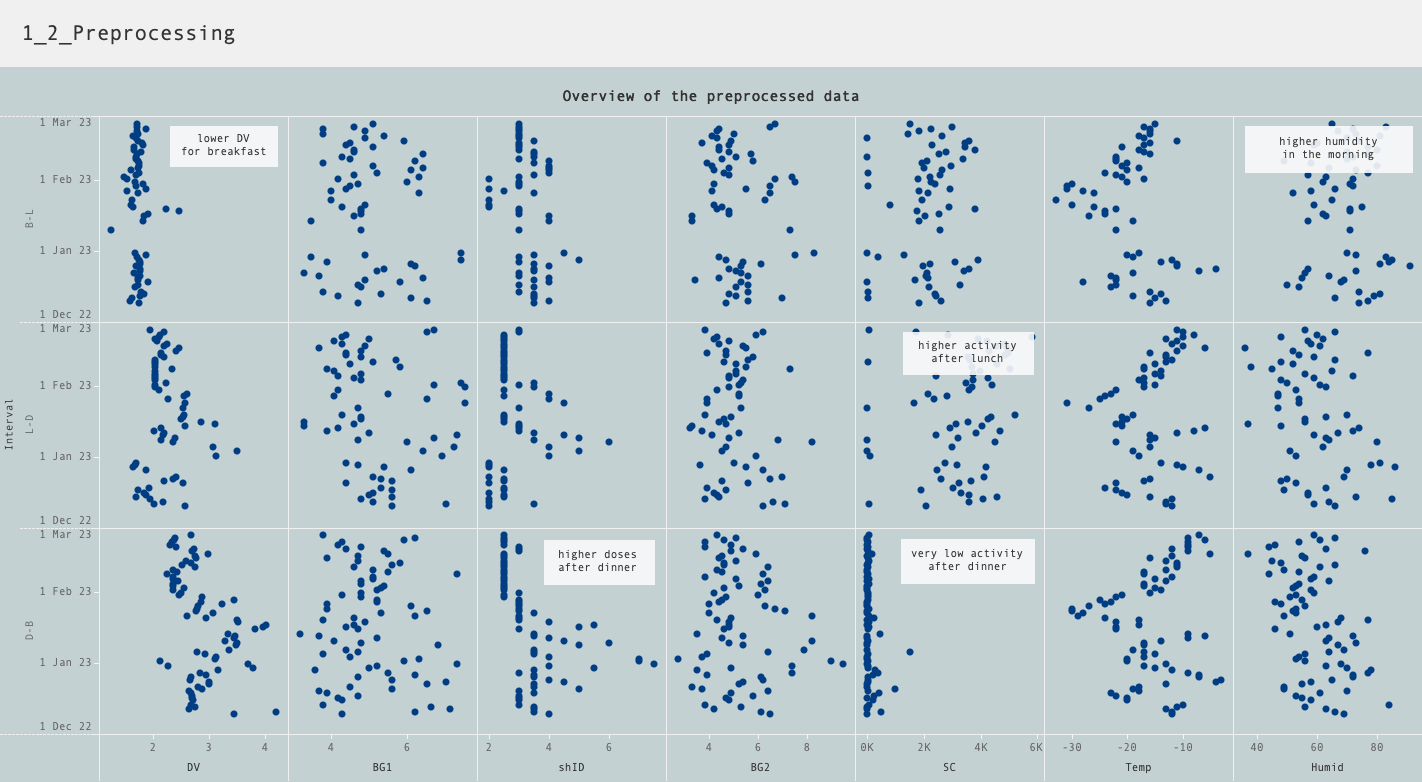 1_2_Preprocessing
Overview of the preprocessed data
1 Mar 23
lower DV
for breakfast
higher humidity
in the morning
1 Feb 23
B-L
1 Jan 23
1 Dec 22
1 Mar 23
higher activity
after lunch
1 Feb 23
Interval
L-D
1 Jan 23
1 Dec 22
1 Mar 23
higher doses
after dinner
very low activity
after dinner
1 Feb 23
D-B
1 Jan 23
1 Dec 22
2 3 4 4 6 2 4 6 4 6 8 0K 2K 4K 6K -30 -20 -10 40 60 80
DV BG1 shID BG2 SC Temp Humid